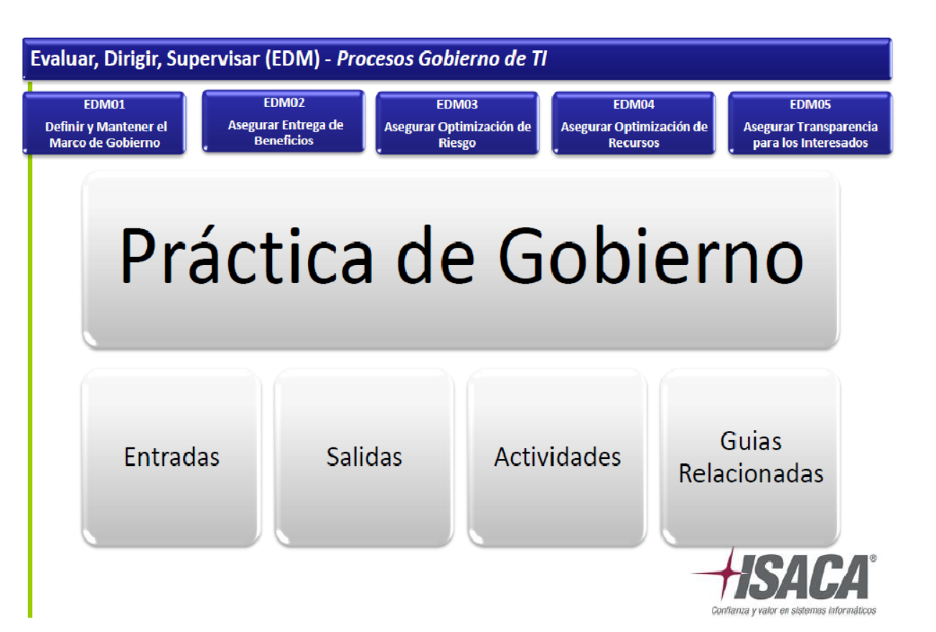 Evaluar, Dirigir, Supervisar (EDM) - Procesos Gobierno de TI
EDM01
Definir y Mantener el
Marco de Gobierno
EDM02
Asegurar Entrega de
Beneficios
EDM03
Asegurar Optimización de
Riesgo
EDM04
Asegurar Optimización de
Recursos
EDM05
Asegurar Transparencia
para los Interesados
Práctica de Gobierno
Entradas
Salidas
Actividades
Guias
Relacionadas
ISACA®
Confianza y valor en sistemas informáticos